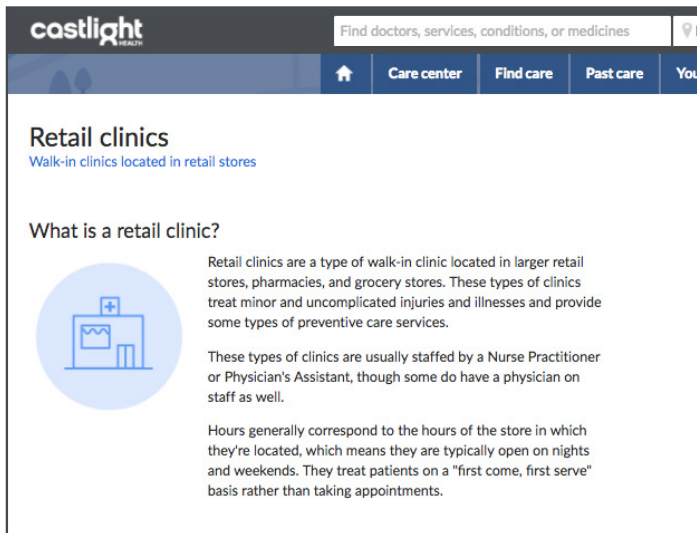 castlight
HEALTH
Find doctors, services, conditions, or medicines
Care center
Find care
Past care
You
Retail clinics
Walk-in clinics located in retail stores
What is a retail clinic?
Retail clinics are a type of walk-in clinic located in larger retail
stores, pharmacies, and grocery stores. These types of clinics
treat minor and uncomplicated injuries and illnesses and provide
some types of preventive care services.
These types of clinics are usually staffed by a Nurse Practitioner
or Physician's Assistant, though some do have a physician on
staff as well.
Hours generally correspond to the hours of the store in which
they're located, which means they are typically open on nights
and weekends. They treat patients on a "first come, first serve"
basis rather than taking appointments.